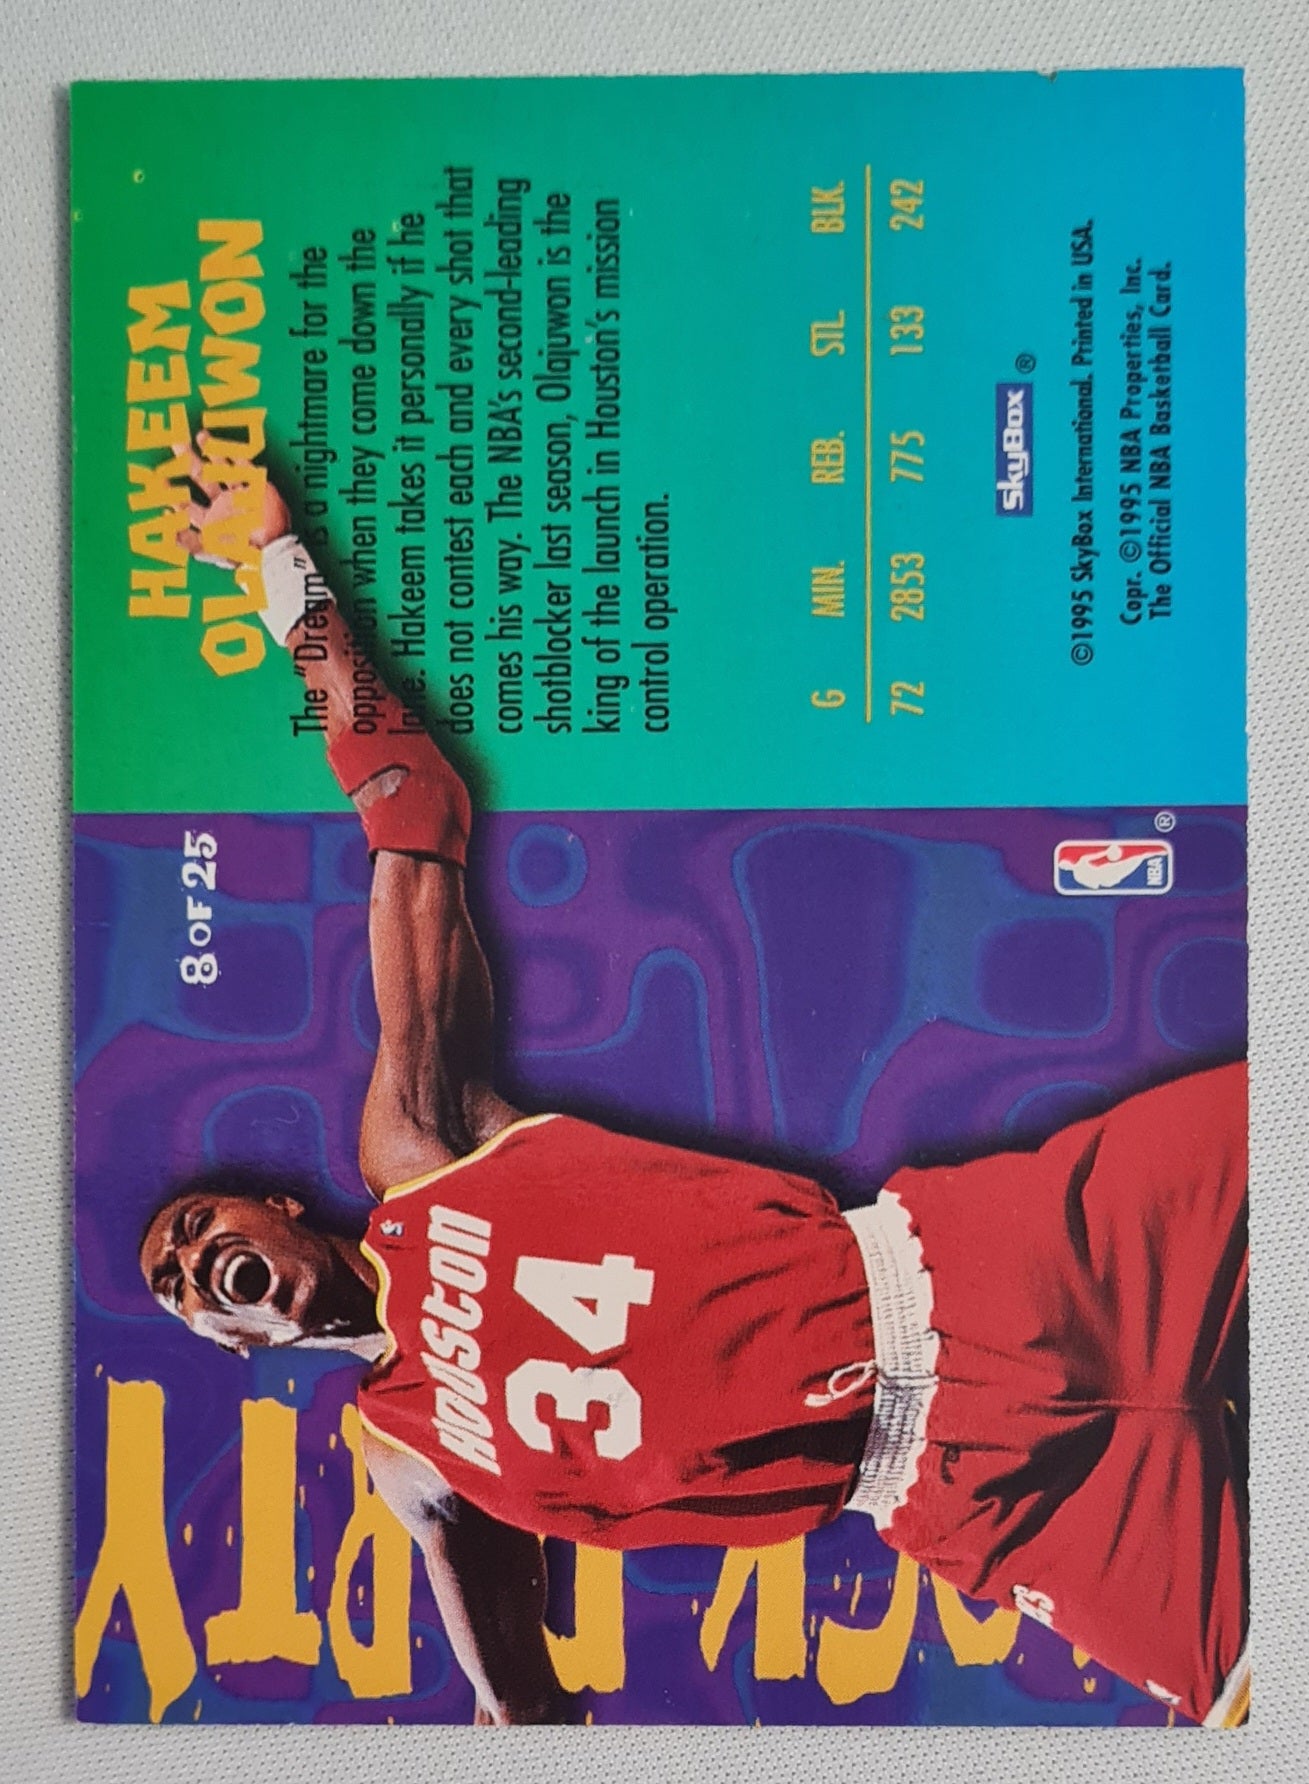 8 OF 25
HOUSTON
34
HAKEEM
OLAJUWON
The "Dream" is a nightmare for the
opposition when they come down the
lane. Hakeem takes it personally if he
does not contest each and every shot that
comes his way. The NBA's second-leading
shotblocker last season, Olajuwon is the
king of the launch in Houston's mission
control operation.
G MIN. REB. STL. BLK.
72 2853 775 133 242
SkyBox ®
©1995 SkyBox International. Printed in USA.
Copr. ©1995 NBA Properties, Inc.
The Official NBA Basketball Card.
NBA ®